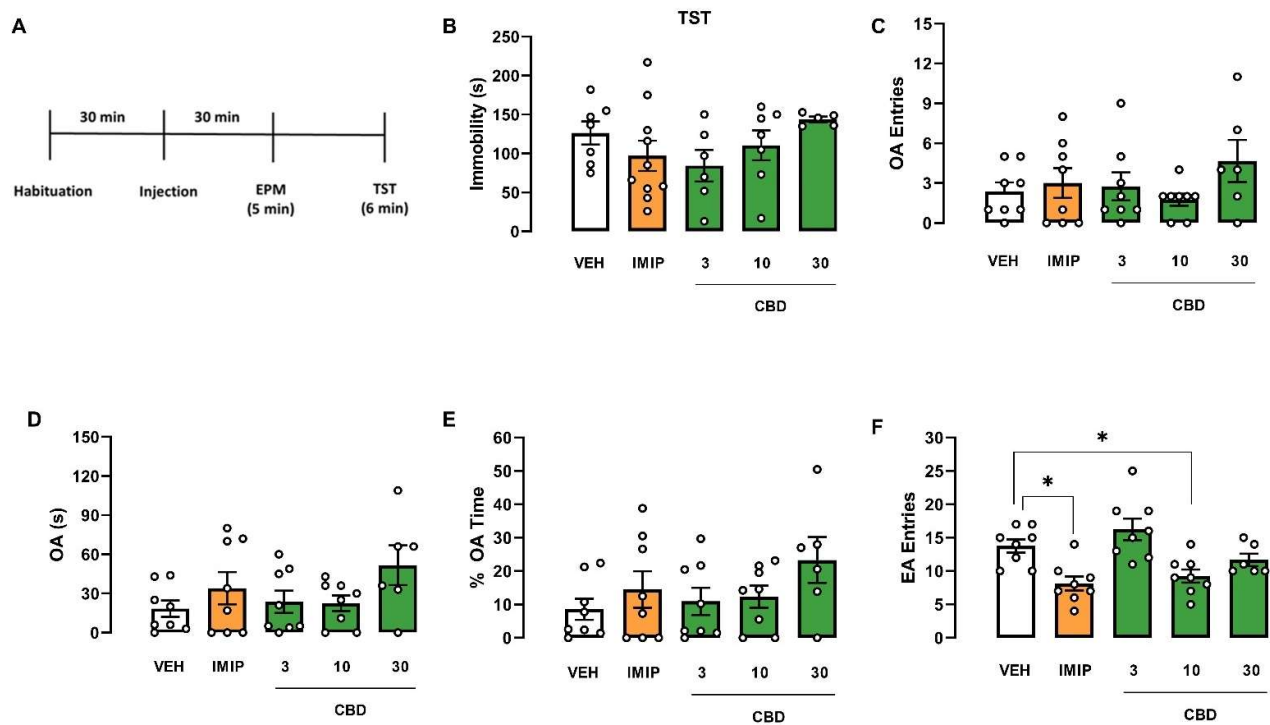 A
30 min 30 min
Habituation Injection EPM TST
(5 min) (6 min)
B
TST
Immobility (s)
250
200
150
100
50
0
VEH IMIP 3 10 30
CBD
C
OA Entries
15
12
9
6
3
0
VEH IMIP 3 10 30
CBD
D
OA (s)
150
120
90
60
30
0
VEH IMIP 3 10 30
CBD
E
% OA Time
60
50
40
30
20
10
0
VEH IMIP 3 10 30
CBD
F
EA Entries
30
25
20
15
10
5
0
*
*
VEH IMIP 3 10 30
CBD